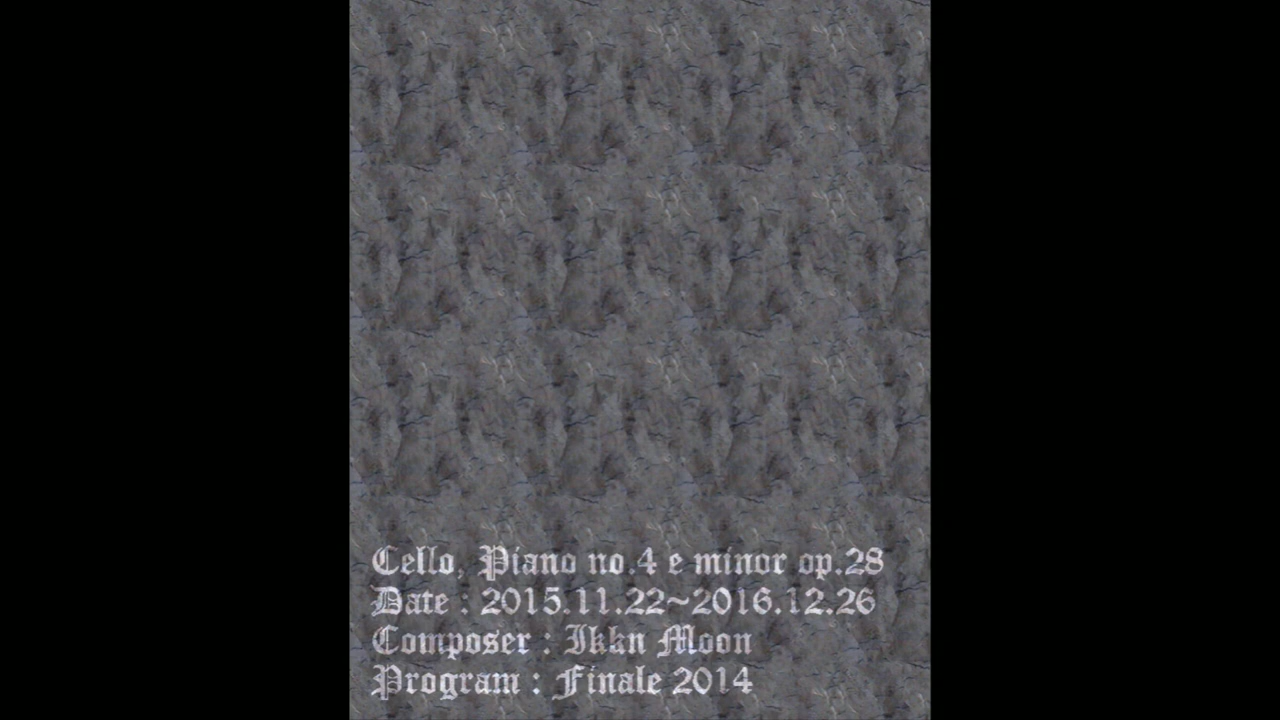 Cello, Piano no.4 e minor op.28
Date : 2015.11.22~2016.12.26
Composer : Ikkn Moon
Program : Finale 2014